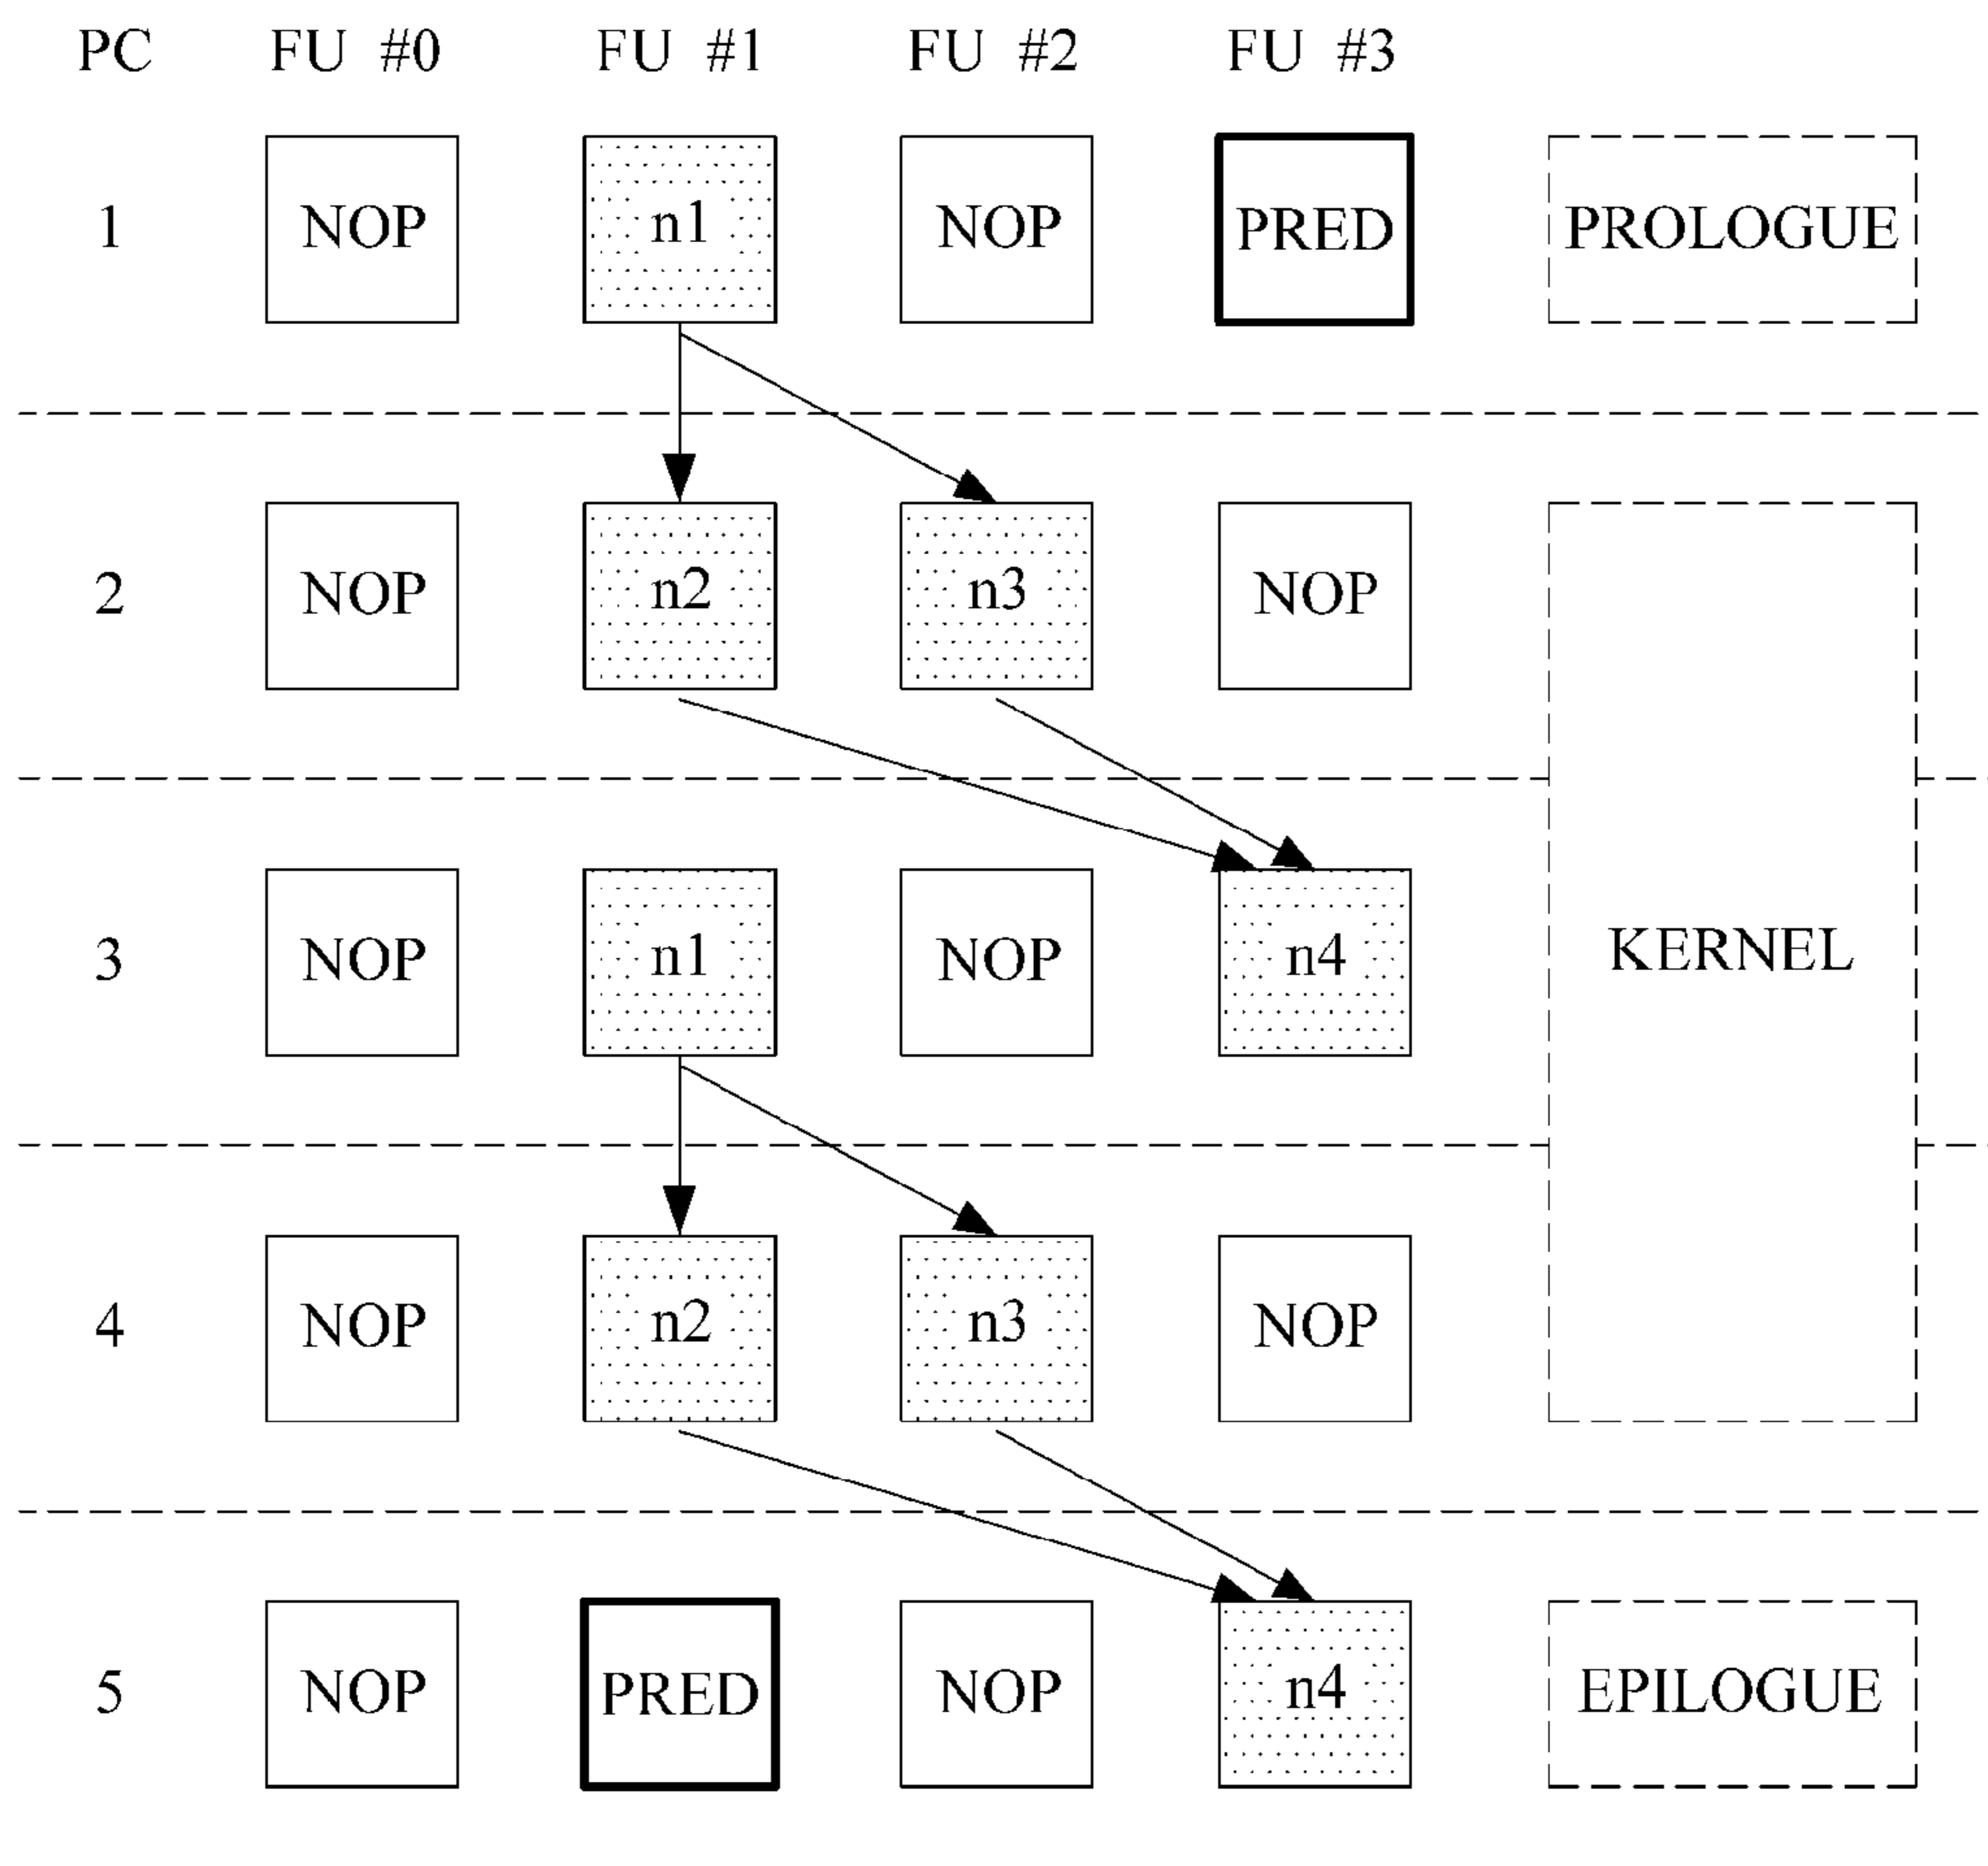 PC FU #0 FU #1 FU #2 FU #3
1 NOP n1 NOP PRED PROLOGUE
2 NOP n2 n3 NOP
3 NOP n1 NOP n4 KERNEL
4 NOP n2 n3 NOP
5 NOP PRED NOP n4 EPILOGUE